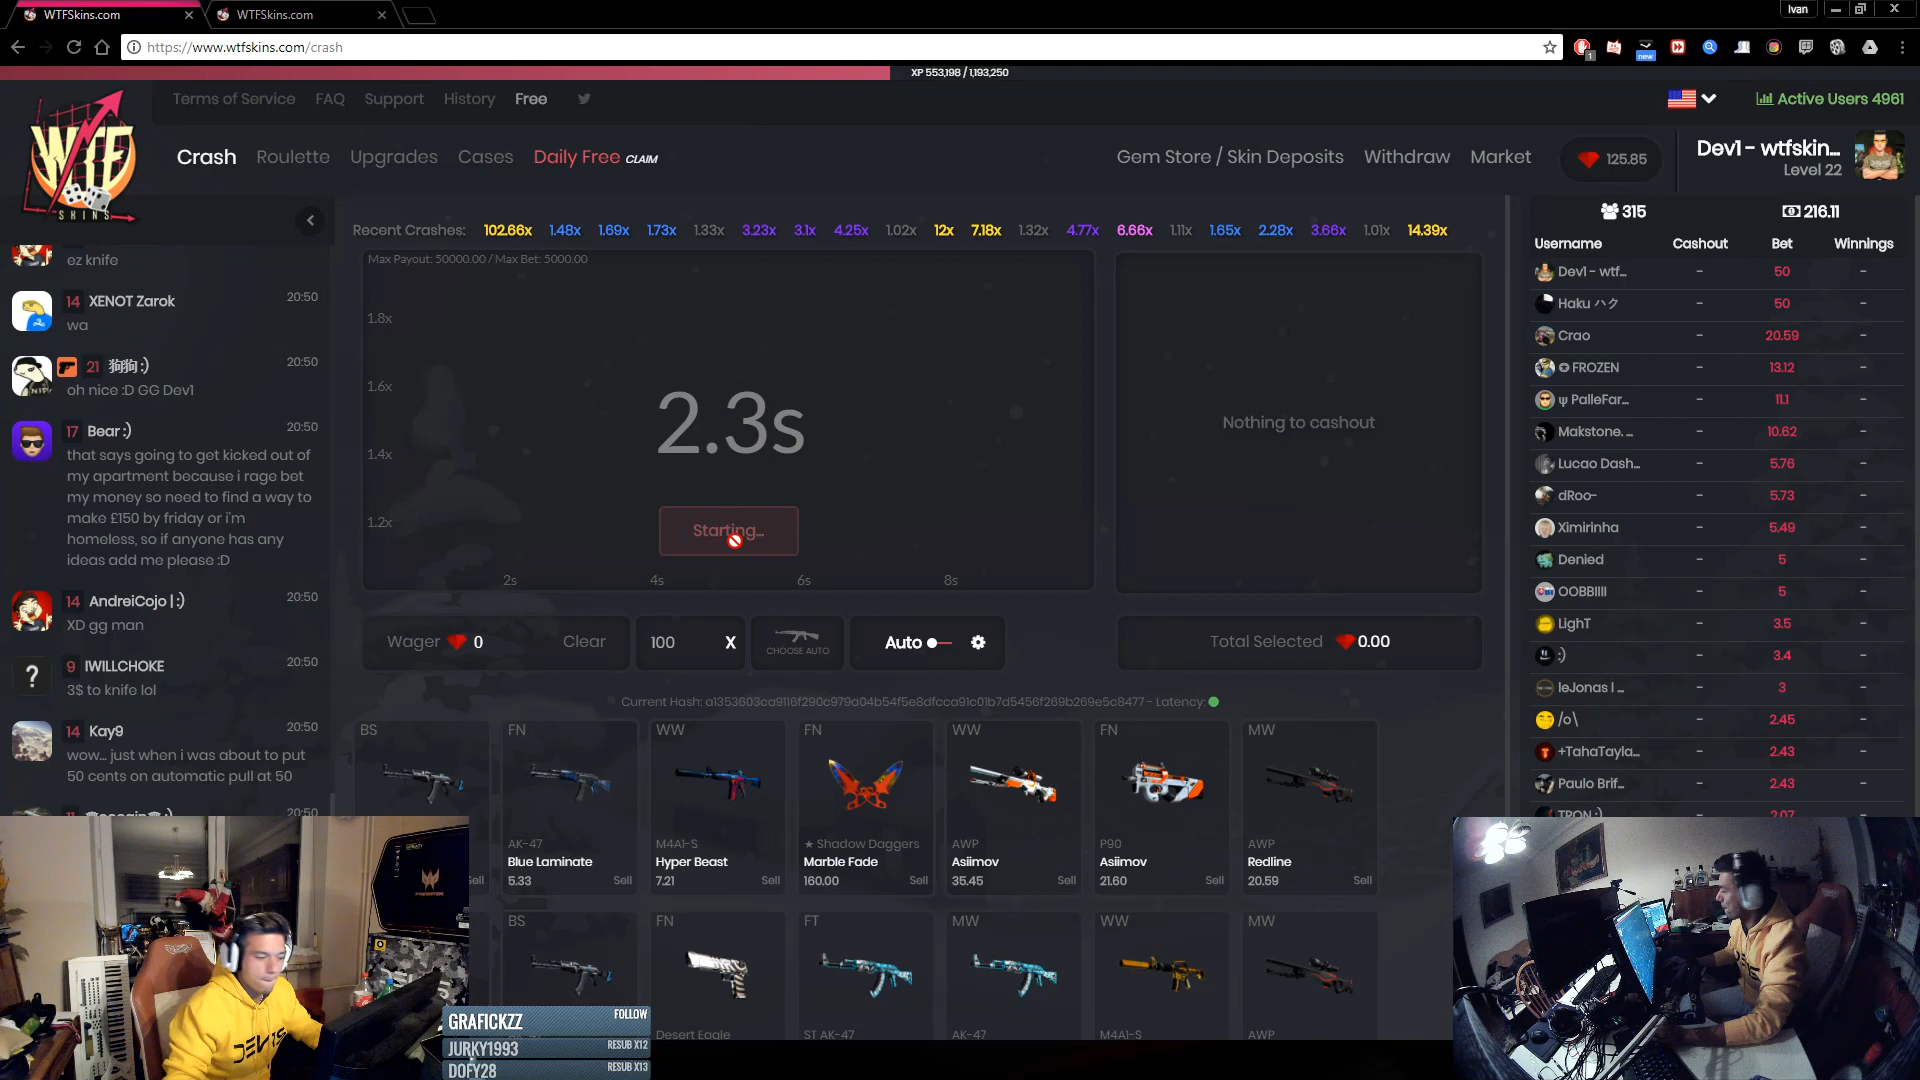 WTFSkins.com
WTFSkins.com
Ivan
https://www.wtfskins.com/crash
1
new
XP 553,198 / 1,193,250
Terms of Service
FAQ
Support
History
Free
Active Users 4961
WTF
SKINS
Crash
Roulette
Upgrades
Cases
Daily Free CLAIM
Gem Store / Skin Deposits
Withdraw
Market
125.85
Dev1 - wtfskin...
Level 22
ez knife
14 XENOT Zarok 20:50
wa
21 狗狗 :) 20:50
oh nice :D GG Dev1
17 Bear :) 20:50
that says going to get kicked out of
my apartment because i rage bet
my money so need to find a way to
make £150 by friday or i'm
homeless, so if anyone has any
ideas add me please :D
14 AndreiCojo | :) 20:50
XD gg man
9 IWILLCHOKE 20:50
3$ to knife lol
14 Kay9 20:50
wow... just when i was about to put
50 cents on automatic pull at 50
20:50
Recent Crashes: 102.66x 1.48x 1.69x 1.73x 1.33x 3.23x 3.1x 4.25x 1.02x 12x 7.18x 1.32x 4.77x 6.66x 1.11x 1.65x 2.28x 3.66x 1.01x 14.39x
Max Payout: 50000.00 / Max Bet: 5000.00
1.8x
1.6x
1.4x
1.2x
2.3s
Starting...
2s 4s 6s 8s
Nothing to cashout
Wager 0 Clear
100 X
CHOOSE AUTO
Auto
Total Selected 0.00
Current Hash: a1353603ca9116f290c979a04b54f5e8dfcca91c01b7d5456f269b269e5c8477 - Latency:
BS
FN
AK-47
Blue Laminate
5.33 Sell
WW
M4A1-S
Hyper Beast
7.21 Sell
FN
★ Shadow Daggers
Marble Fade
160.00 Sell
WW
AWP
Asiimov
35.45 Sell
FN
P90
Asiimov
21.60 Sell
MW
AWP
Redline
20.59 Sell
BS
FN
Desert Eagle
FT
ST AK-47
MW
AK-47
WW
M4A1-S
MW
AWP
315
216.11
Username Cashout Bet Winnings
Dev1 - wtf... - 50 -
Haku ハク - 50 -
Crao - 20.59 -
✪ FROZEN - 13.12 -
ψ PalleFar... - 11.1 -
Makstone. ... - 10.62 -
Lucao Dash... - 5.76 -
dRoo- - 5.73 -
Ximirinha - 5.49 -
Denied - 5 -
OOBBIIII - 5 -
LighT - 3.5 -
:) - 3.4 -
leJonas l ... - 3 -
/o\ - 2.45 -
+TahaTayla... - 2.43 -
Paulo Brif... - 2.43 -
TRON :) - 2.07 -
GRAFICKZZ FOLLOW
JURKY1993 RESUB X12
DOFY28 RESUB X13